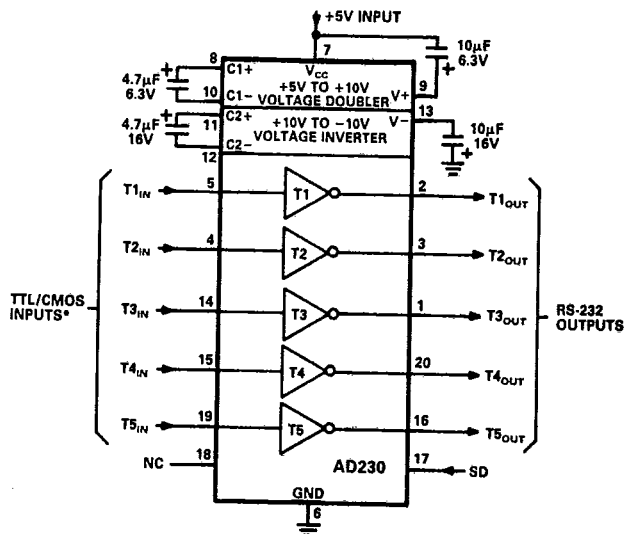 +5V INPUT
7
VCC
10μF
6.3V
8
C1+
4.7μF
6.3V
10
C1−
+5V TO +10V
VOLTAGE DOUBLER
9
V+
13
V−
11
C2+
4.7μF
16V
12
C2−
+10V TO −10V
VOLTAGE INVERTER
10μF
16V
T1IN
5
T1
2
T1OUT
T2IN
4
T2
3
T2OUT
TTL/CMOS
INPUTS*
T3IN
14
T3
1
T3OUT
RS-232
OUTPUTS
T4IN
15
T4
20
T4OUT
T5IN
19
T5
16
T5OUT
NC
18
AD230
17
SD
GND
6